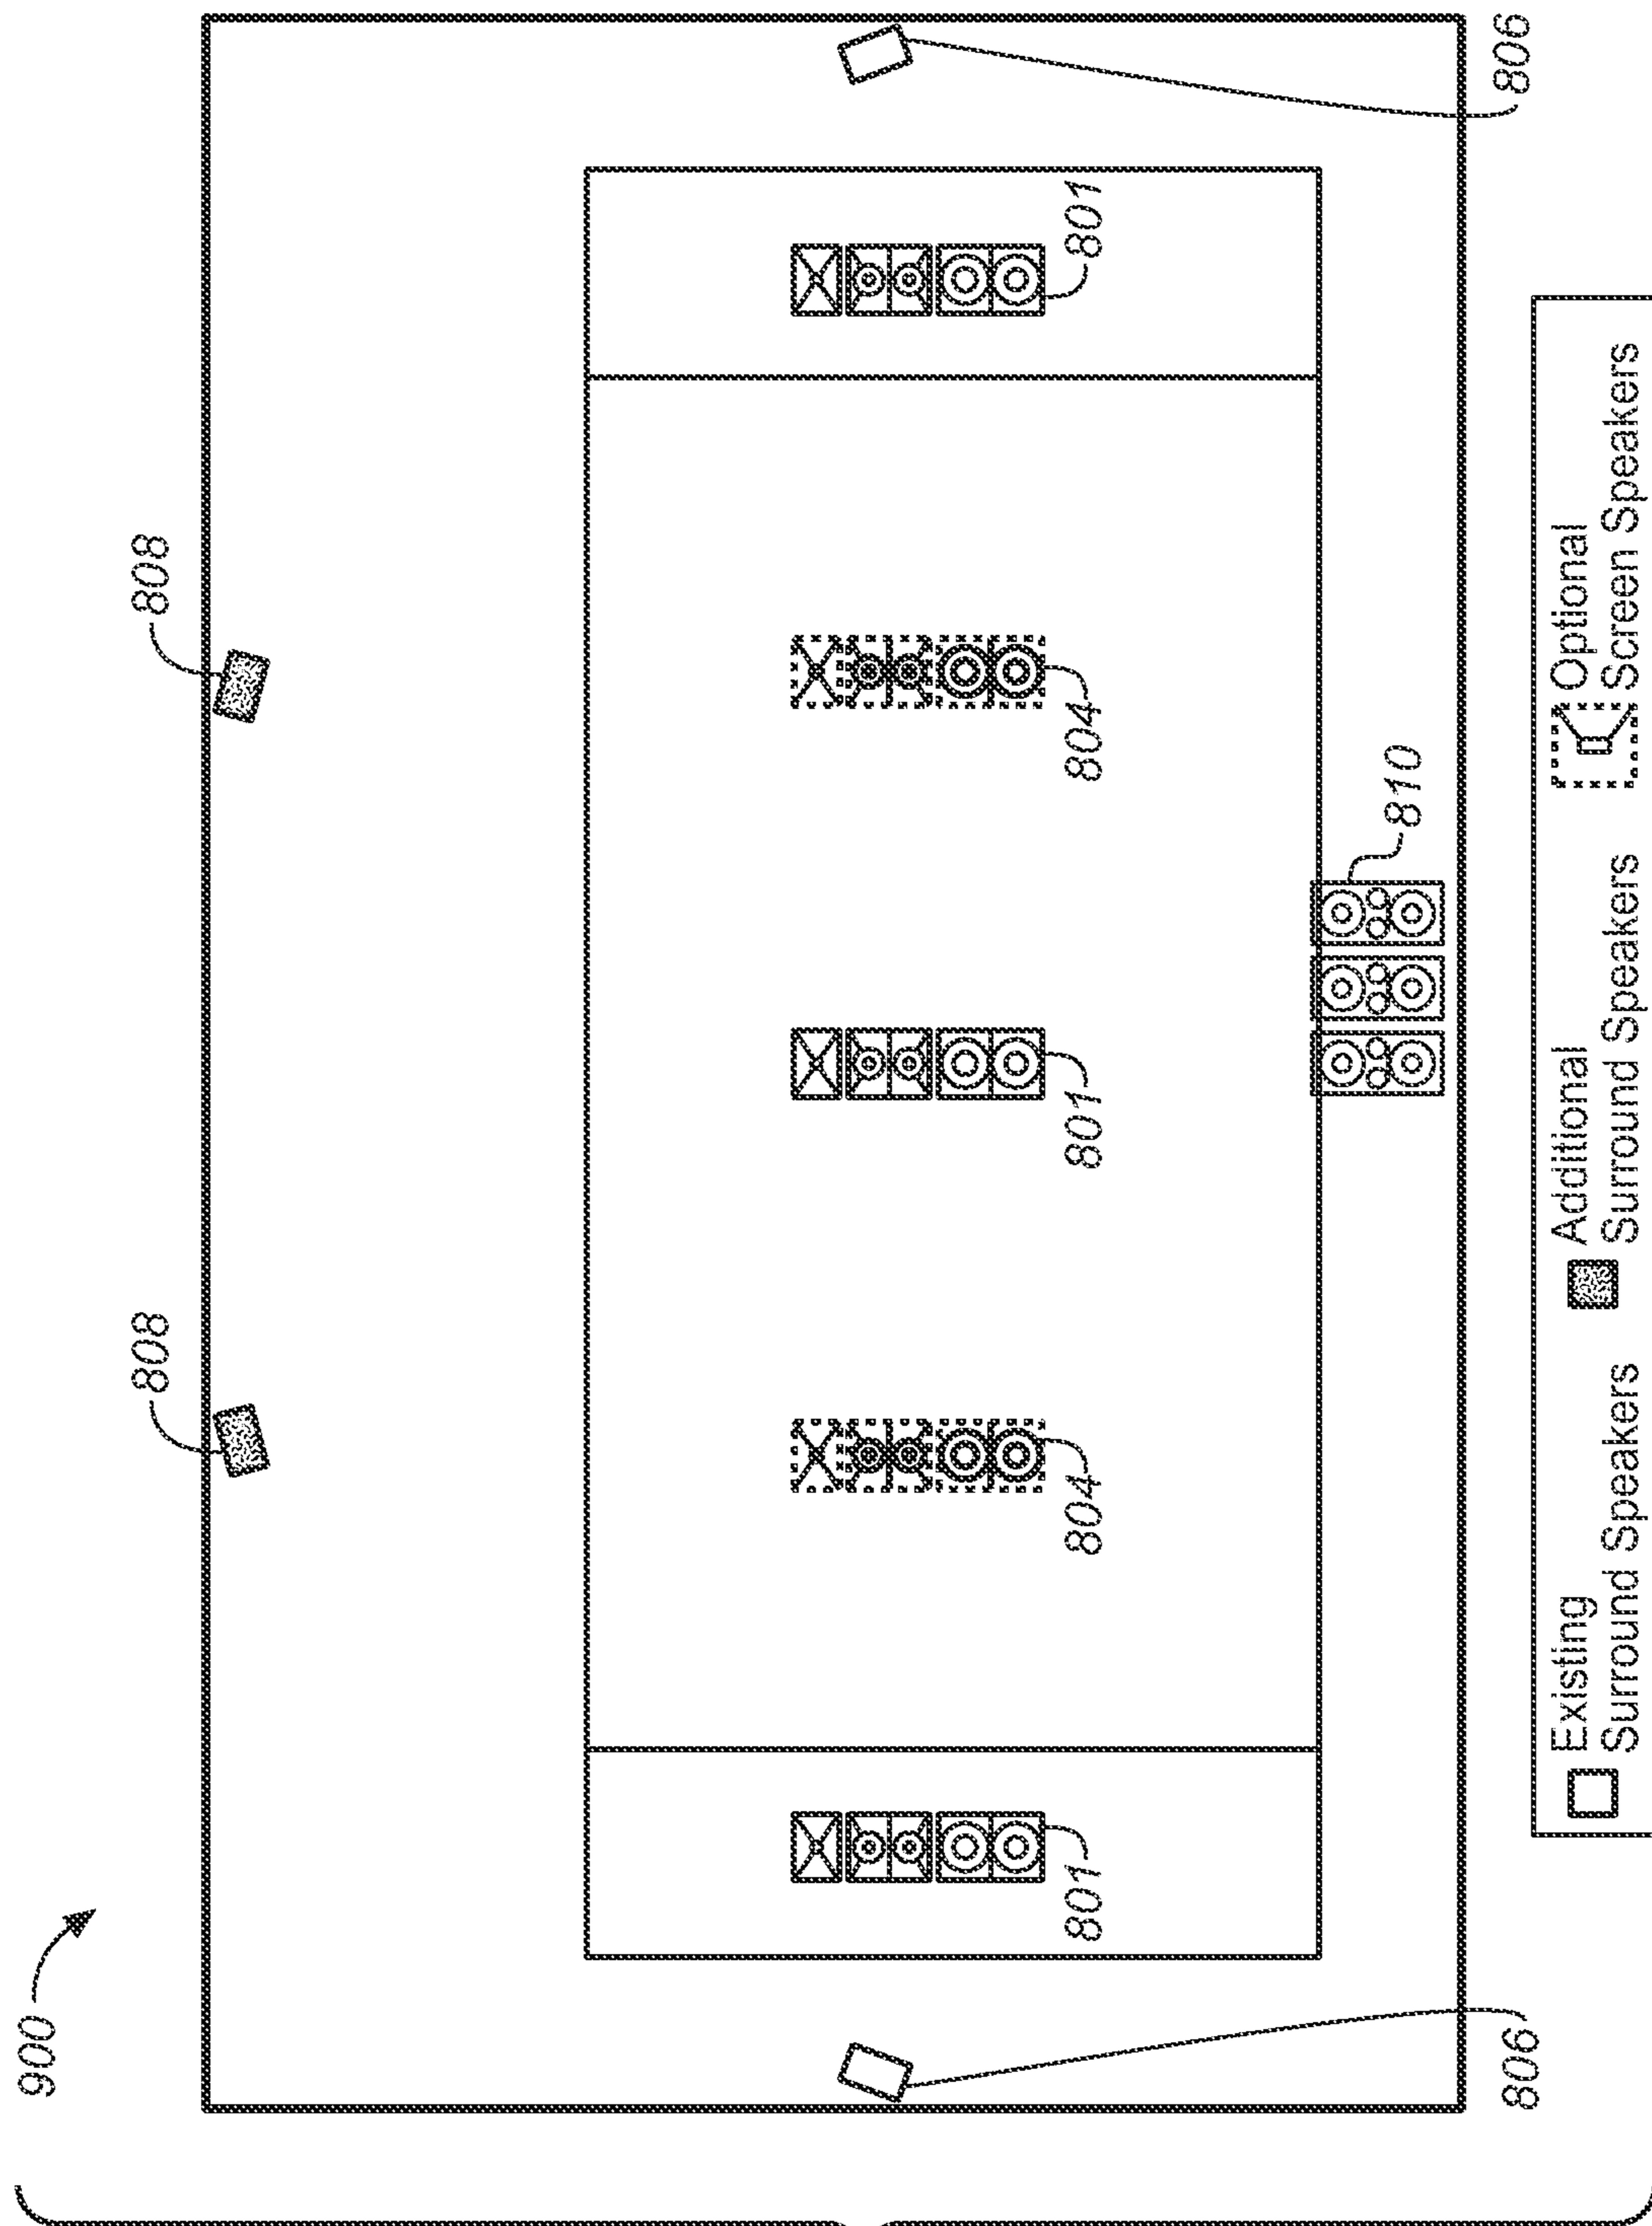 900
808
808
806
806
801
804
801
804
801
810
Existing
Surround Speakers
Additional
Surround Speakers
Optional
Screen Speakers